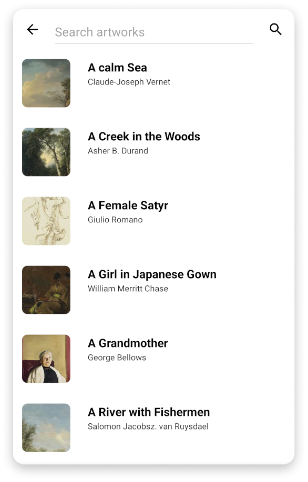 Search artworks
A calm Sea
Claude-Joseph Vernet
A Creek in the Woods
Asher B. Durand
A Female Satyr
Giulio Romano
A Girl in Japanese Gown
William Merritt Chase
A Grandmother
George Bellows
A River with Fishermen
Salomon Jacobsz. van Ruysdael